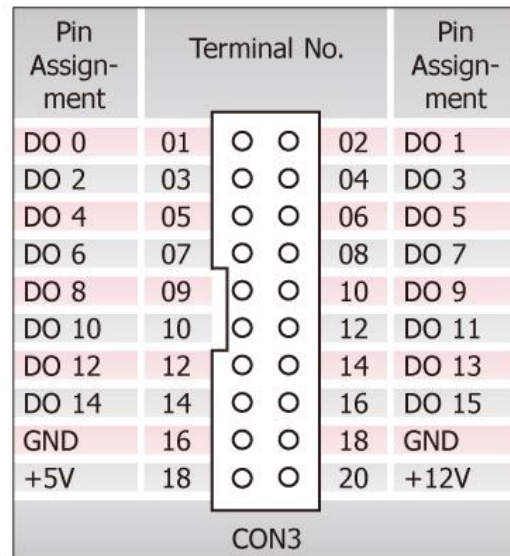 Pin Assign-ment Terminal No. Pin Assign-ment
DO 0 01 02 DO 1
DO 2 03 04 DO 3
DO 4 05 06 DO 5
DO 6 07 08 DO 7
DO 8 09 10 DO 9
DO 10 10 12 DO 11
DO 12 12 14 DO 13
DO 14 14 16 DO 15
GND 16 18 GND
+5V 18 20 +12V
CON3